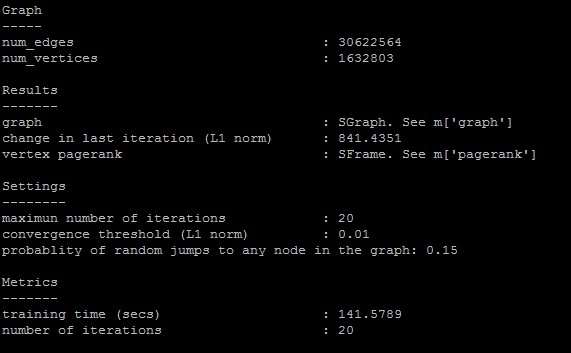 Graph
-----
num_edges : 30622564
num_vertices : 1632803
Results
-------
graph : SGraph. See m['graph']
change in last iteration (L1 norm) : 841.4351
vertex pagerank : SFrame. See m['pagerank']
Settings
--------
maximun number of iterations : 20
convergence threshold (L1 norm) : 0.01
probablity of random jumps to any node in the graph: 0.15
Metrics
-------
training time (secs) : 141.5789
number of iterations : 20